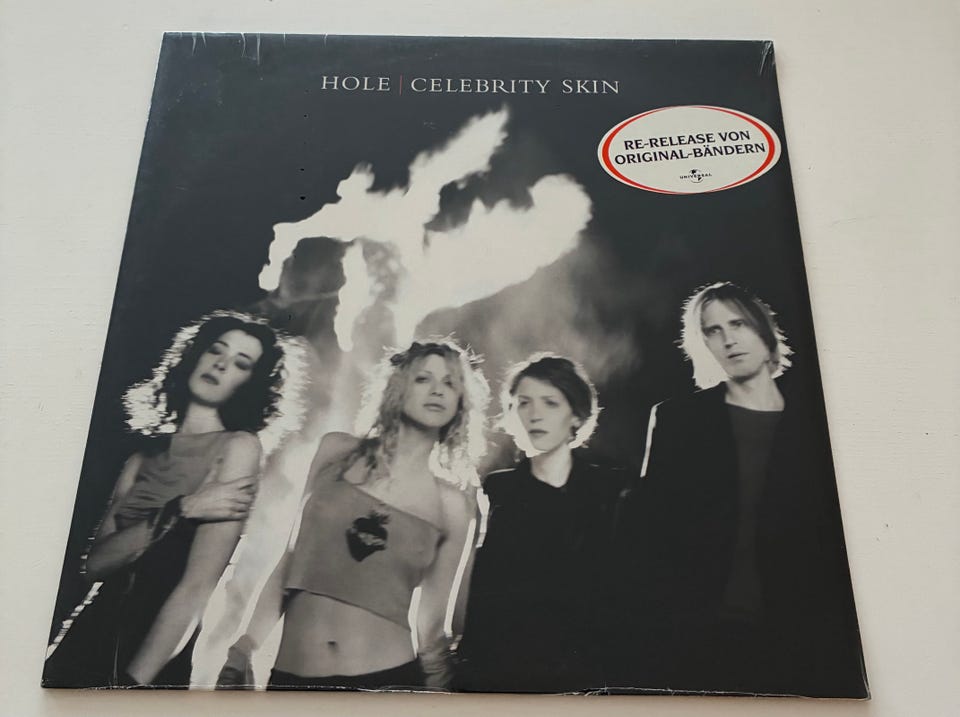 HOLE | CELEBRITY SKIN
RE-RELEASE VON
ORIGINAL-BÄNDERN
UNIVERSAL